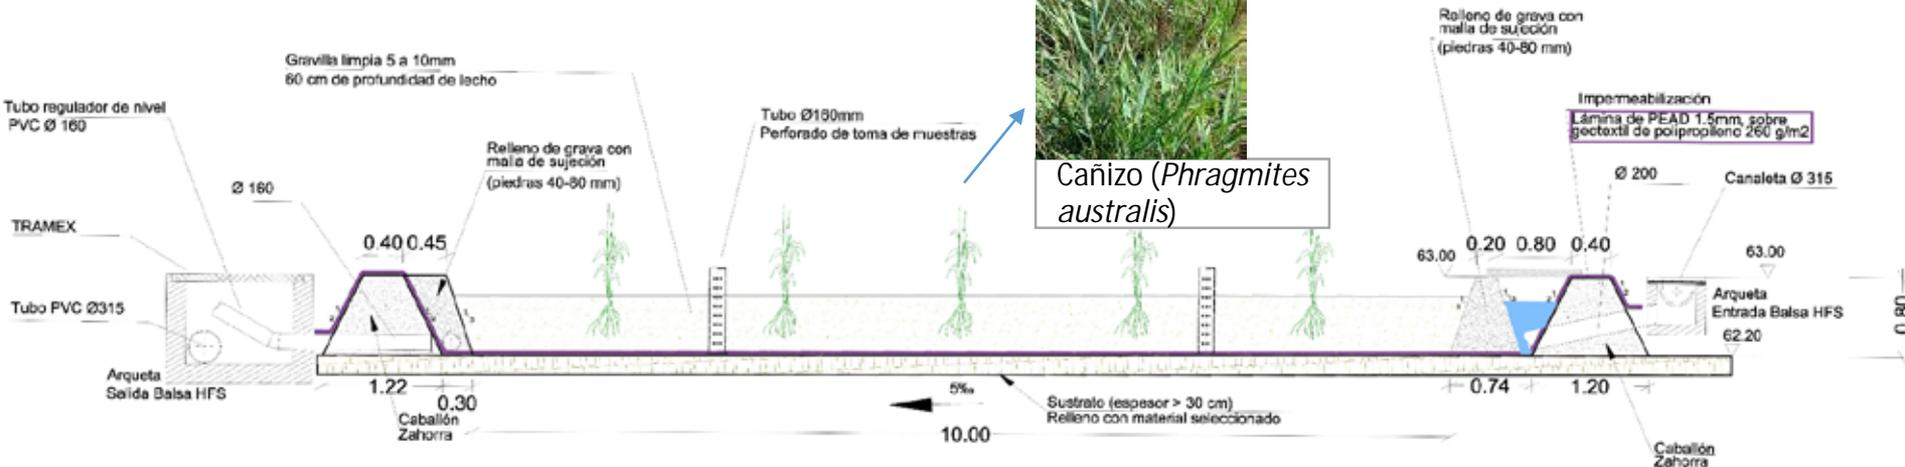 Gravilla limpia 5 a 10mm
60 cm de profundidad de lecho
Tubo regulador de nivel
PVC Ø 160
Ø 160
Relleno de grava con
malla de sujeción
(piedras 40-80 mm)
TRAMEX
Tubo PVC Ø315
Arqueta
Salida Balsa HFS
0.40
0.45
1.22
0.30
Caballón
Zahorra
Tubo Ø160mm
Perforado de toma de muestras
Cañizo (Phragmites
australis)
5‰
10.00
Sustrato (espesor > 30 cm)
Relleno con material seleccionado
Relleno de grava con
malla de sujeción
(piedras 40-80 mm)
Impermeabilización
Lámina de PEAD 1.5mm, sobre
geotextil de polipropileno 260 g/m2
Ø 200
Canaleta Ø 315
63.00
0.20
0.80
0.40
63.00
Arqueta
Entrada Balsa HFS
62.20
0.80
0.74
1.20
Caballón
Zahorra